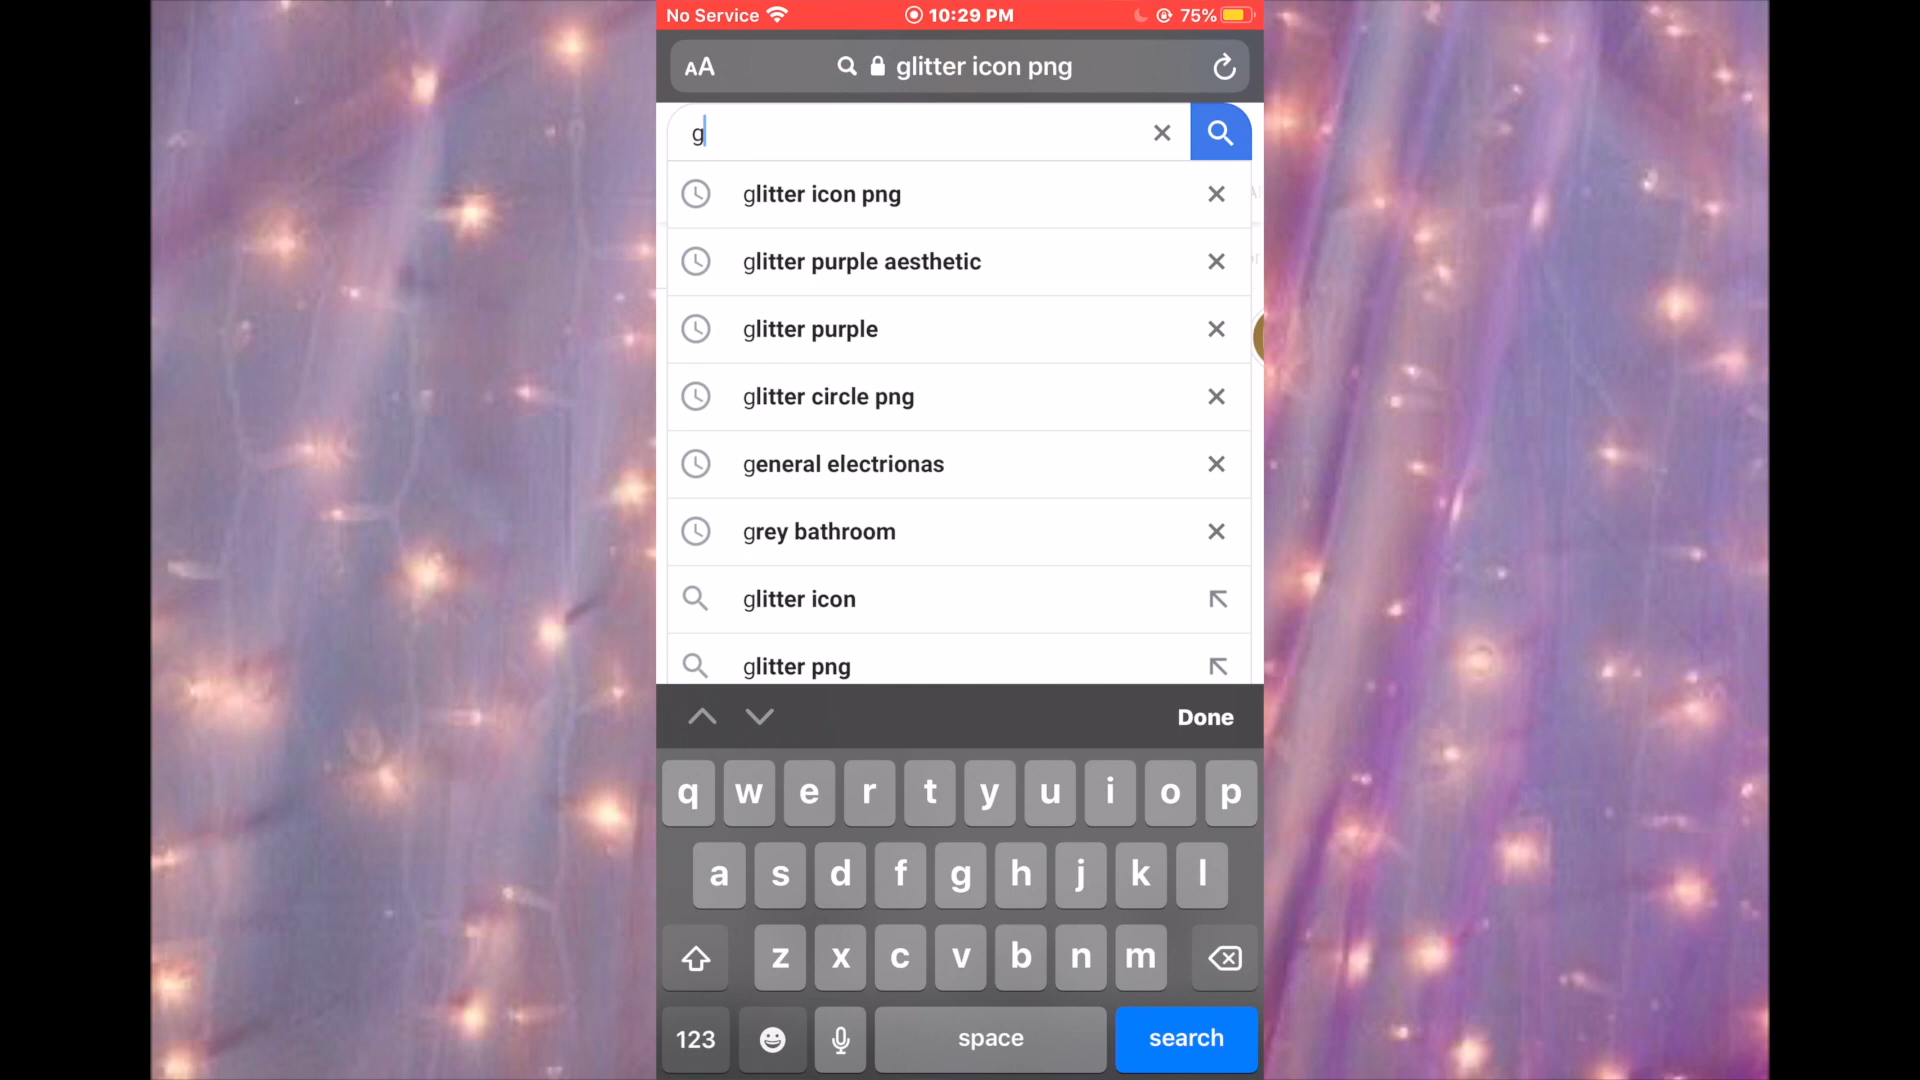 No Service 10:29 PM 75%
AA glitter icon png
g
glitter icon png
glitter purple aesthetic
glitter purple
glitter circle png
general electrionas
grey bathroom
glitter icon
glitter png
Done
q w e r t y u i o p
a s d f g h j k l
z x c v b n m
123 space search